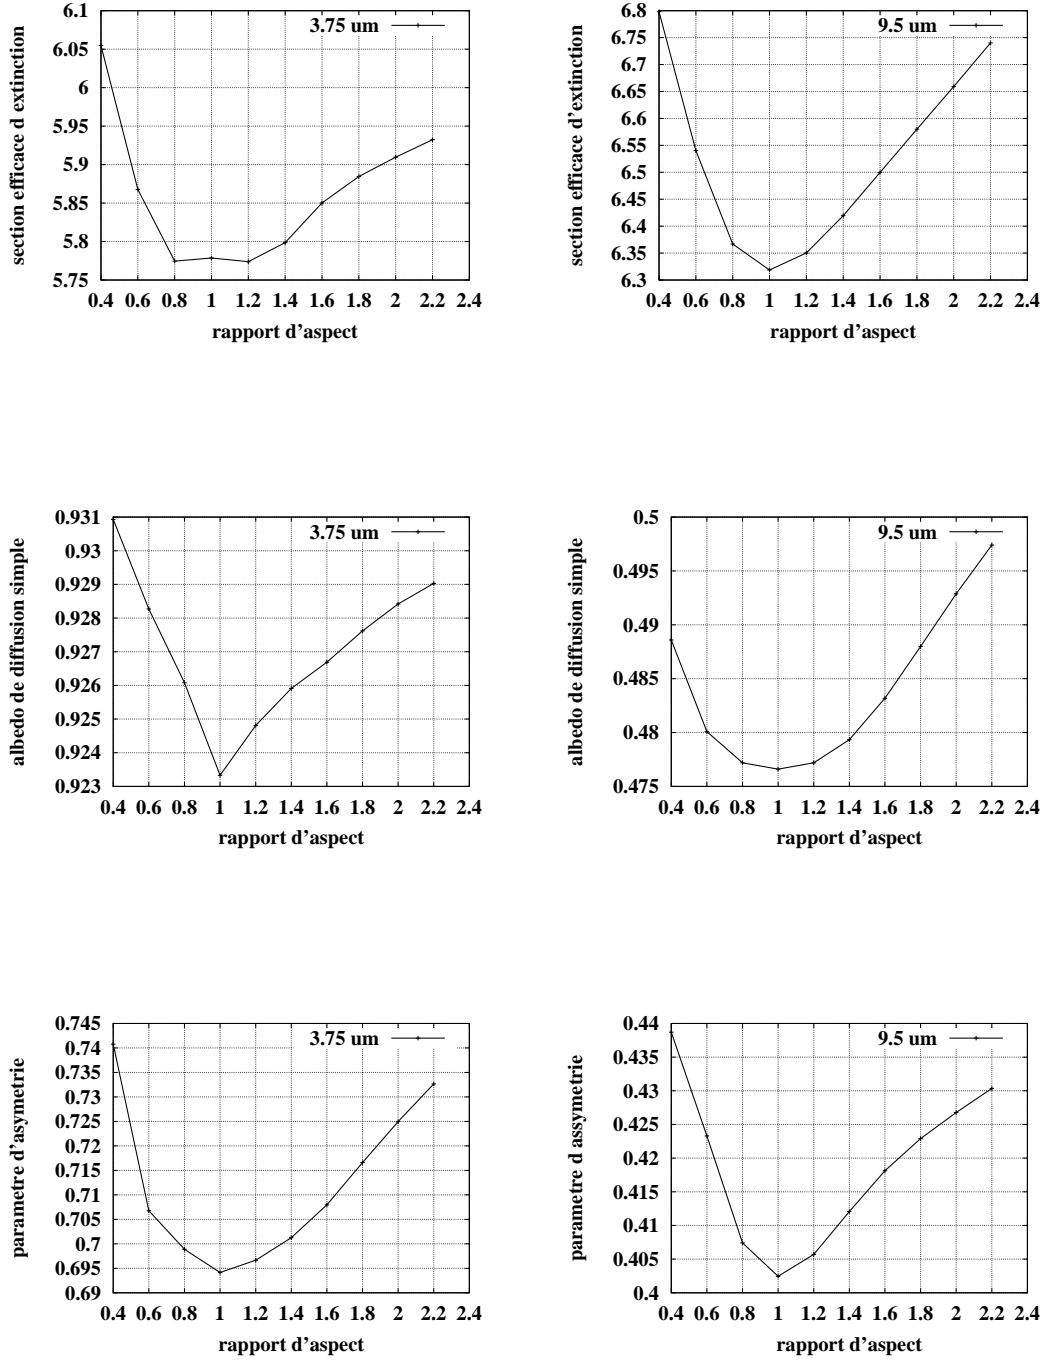 6.1
6.05
6
5.95
5.9
5.85
5.8
5.75
0.4 0.6 0.8 1 1.2 1.4 1.6 1.8 2 2.2 2.4
section efficace d extinction
rapport d'aspect
3.75 um
6.8
6.75
6.7
6.65
6.6
6.55
6.5
6.45
6.4
6.35
6.3
0.4 0.6 0.8 1 1.2 1.4 1.6 1.8 2 2.2 2.4
section efficace d'extinction
rapport d'aspect
9.5 um
0.931
0.93
0.929
0.928
0.927
0.926
0.925
0.924
0.923
0.4 0.6 0.8 1 1.2 1.4 1.6 1.8 2 2.2 2.4
albedo de diffusion simple
rapport d'aspect
3.75 um
0.5
0.495
0.49
0.485
0.48
0.475
0.4 0.6 0.8 1 1.2 1.4 1.6 1.8 2 2.2 2.4
albedo de diffusion simple
rapport d'aspect
9.5 um
0.745
0.74
0.735
0.73
0.725
0.72
0.715
0.71
0.705
0.7
0.695
0.69
0.4 0.6 0.8 1 1.2 1.4 1.6 1.8 2 2.2 2.4
parametre d'asymetrie
rapport d'aspect
3.75 um
0.44
0.435
0.43
0.425
0.42
0.415
0.41
0.405
0.4
0.4 0.6 0.8 1 1.2 1.4 1.6 1.8 2 2.2 2.4
parametre d assymetrie
rapport d'aspect
9.5 um